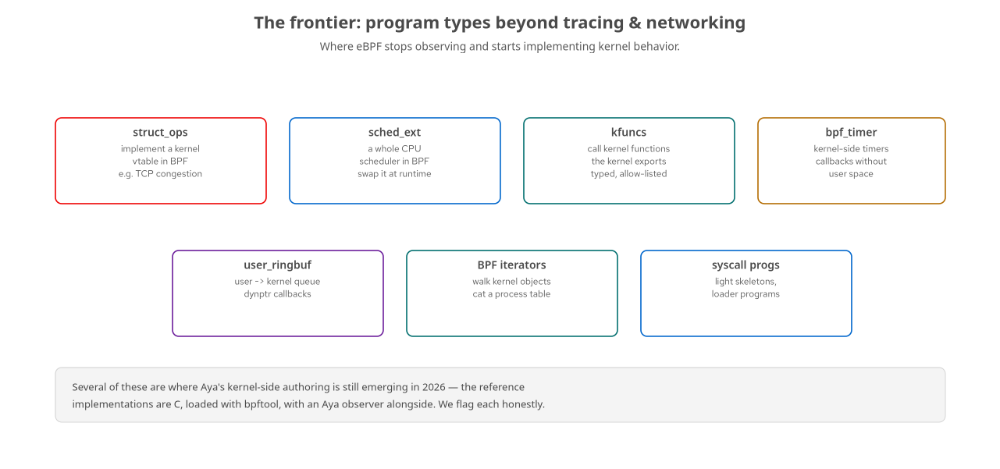 The frontier: program types beyond tracing & networking
Where eBPF stops observing and starts implementing kernel behavior.
struct_ops
implement a kernel
vtable in BPF
e.g. TCP congestion
sched_ext
a whole CPU
scheduler in BPF
swap it at runtime
kfuncs
call kernel functions
the kernel exports
typed, allow-listed
bpf_timer
kernel-side timers
callbacks without
user space
user_ringbuf
user -> kernel queue
dynptr callbacks
BPF iterators
walk kernel objects
cat a process table
syscall progs
light skeletons,
loader programs
Several of these are where Aya's kernel-side authoring is still emerging in 2026 — the reference
implementations are C, loaded with bpftool, with an Aya observer alongside. We flag each honestly.